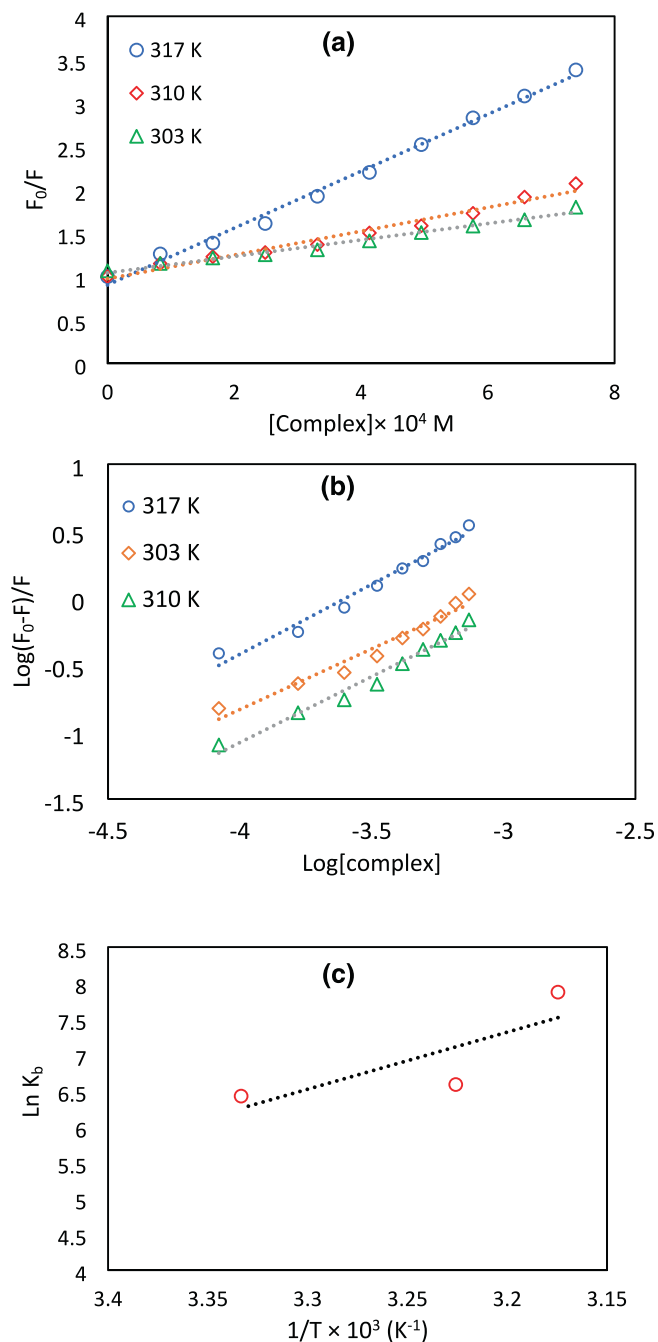 (a)
4
3.5
3
2.5
2
1.5
1
0.5
0
317 K
310 K
303 K
F₀/F
0 2 4 6 8
[Complex]× 10⁴ M
(b)
1
0.5
0
-0.5
-1
-1.5
317 K
303 K
310 K
Log(F₀-F)/F
-4.5 -4 -3.5 -3 -2.5
Log[complex]
(c)
8.5
8
7.5
7
6.5
6
5.5
5
4.5
4
Ln K_b
3.4 3.35 3.3 3.25 3.2 3.15
1/T × 10³ (K⁻¹)